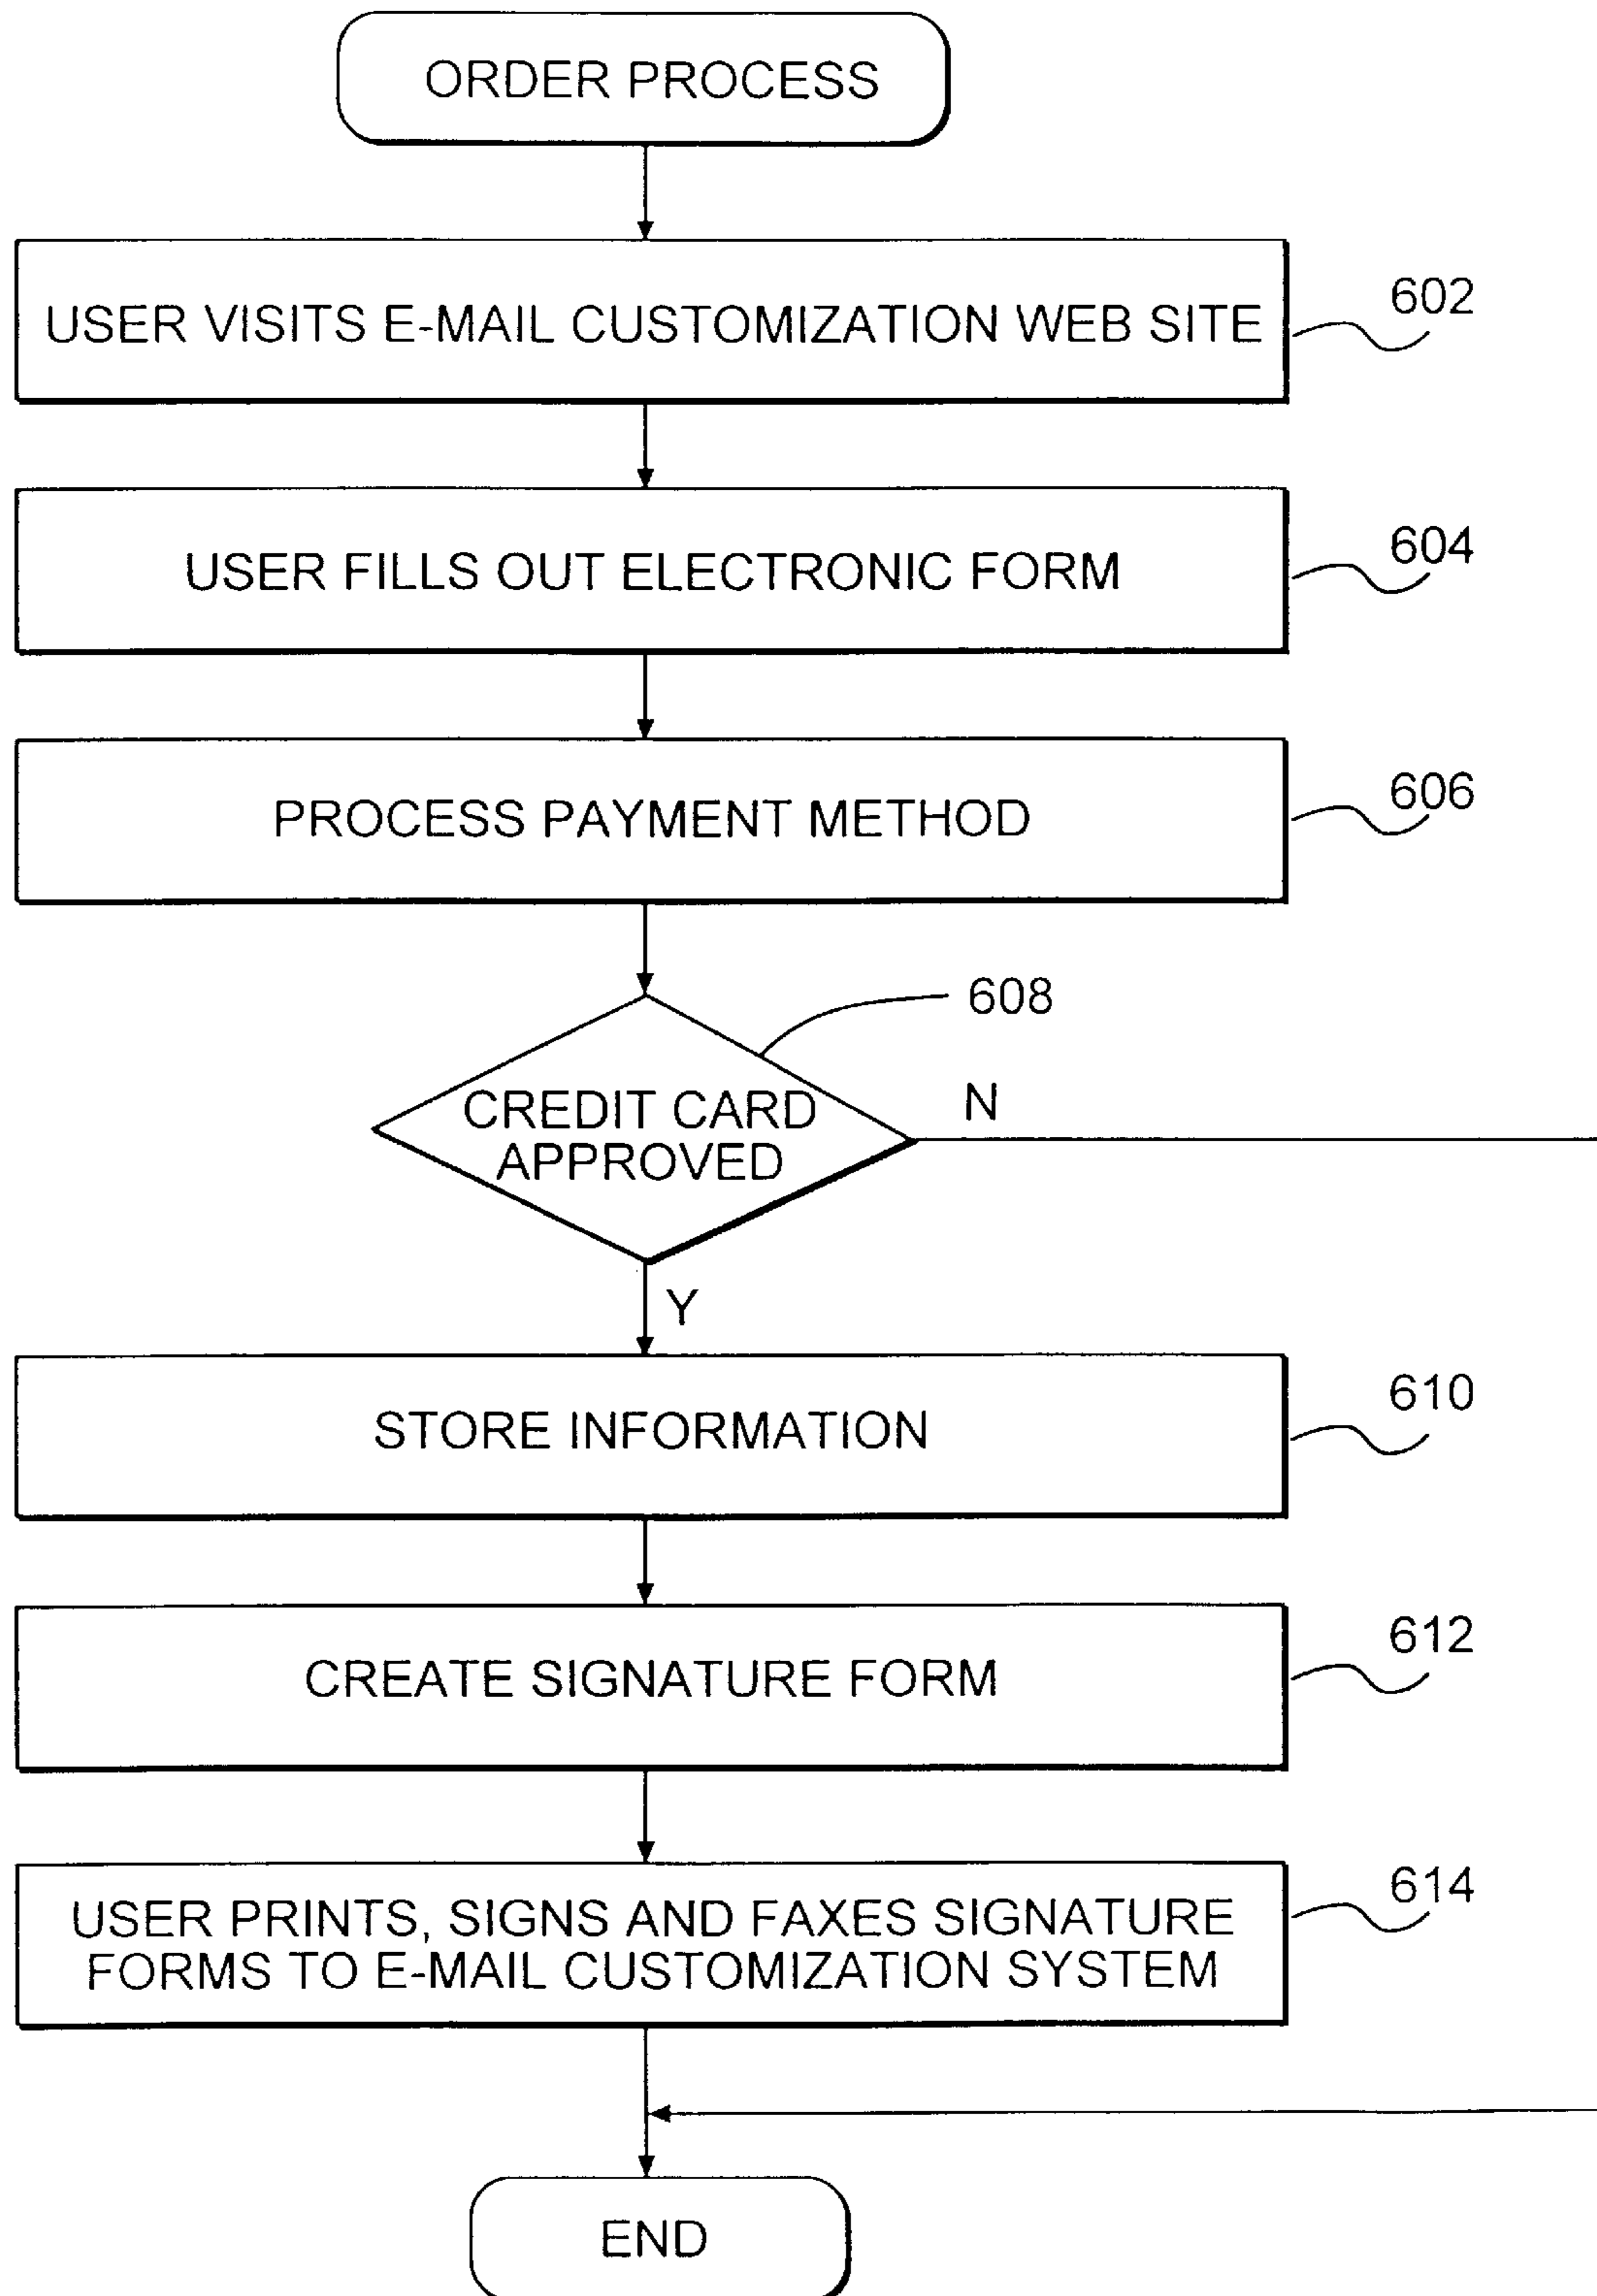 ORDER PROCESS
USER VISITS E-MAIL CUSTOMIZATION WEB SITE
602
USER FILLS OUT ELECTRONIC FORM
604
PROCESS PAYMENT METHOD
606
608
CREDIT CARD
APPROVED
N
Y
STORE INFORMATION
610
CREATE SIGNATURE FORM
612
USER PRINTS, SIGNS AND FAXES SIGNATURE
FORMS TO E-MAIL CUSTOMIZATION SYSTEM
614
END